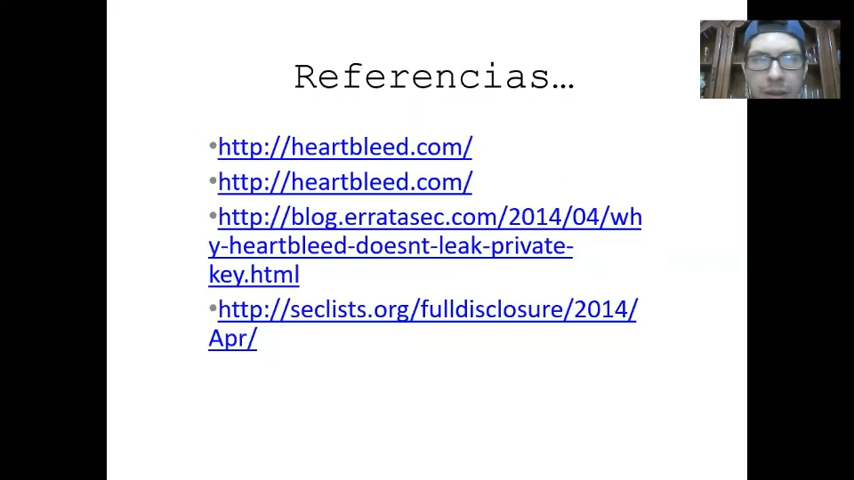 Referencias…
•http://heartbleed.com/
•http://heartbleed.com/
•http://blog.erratasec.com/2014/04/wh
y-heartbleed-doesnt-leak-private-
key.html
•http://seclists.org/fulldisclosure/2014/
Apr/